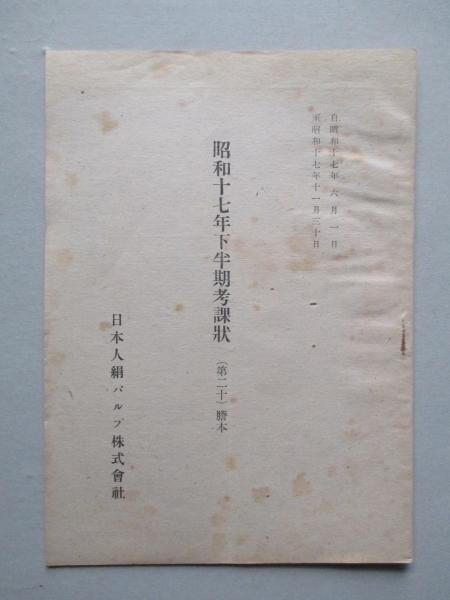 自昭和十七年六月一日
至昭和十七年十一月三十日
昭和十七年下半期考課狀（第二十）謄本
日本人絹パルプ株式會社